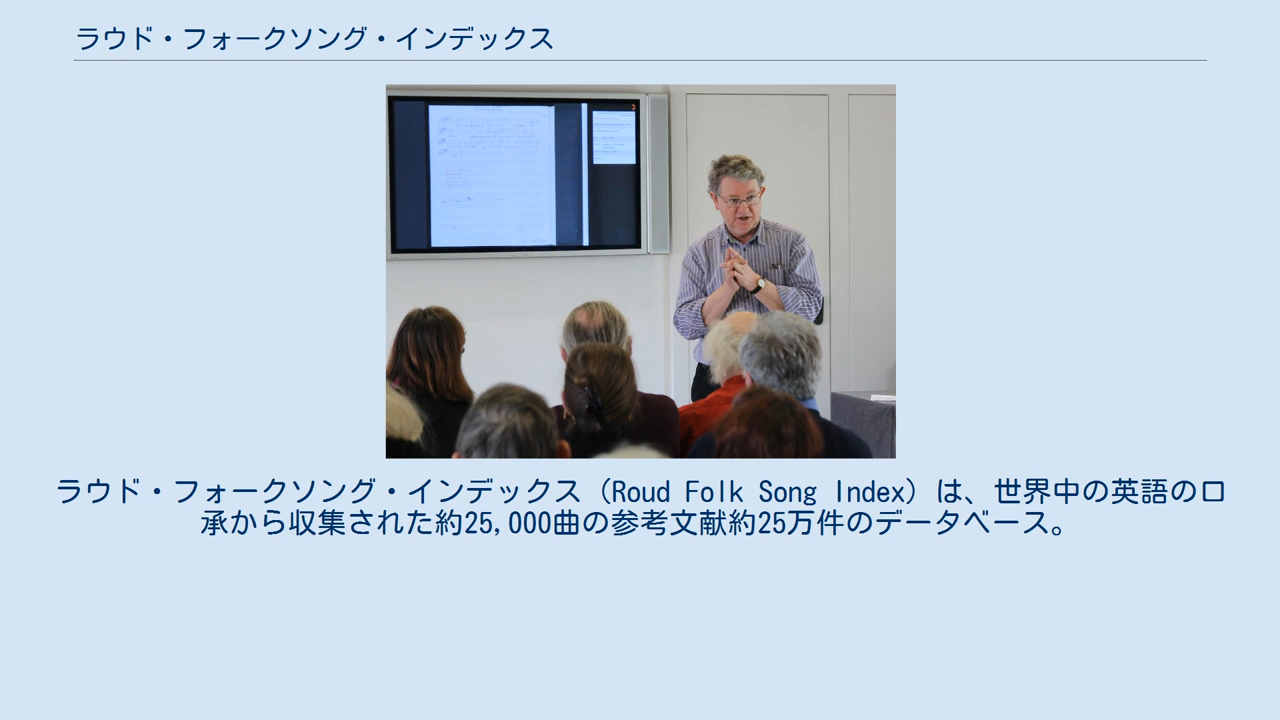 ラウド・フォークソング・インデックス
ラウド・フォークソング・インデックス（Roud Folk Song Index）は、世界中の英語の口
承から収集された約25,000曲の参考文献約25万件のデータベース。